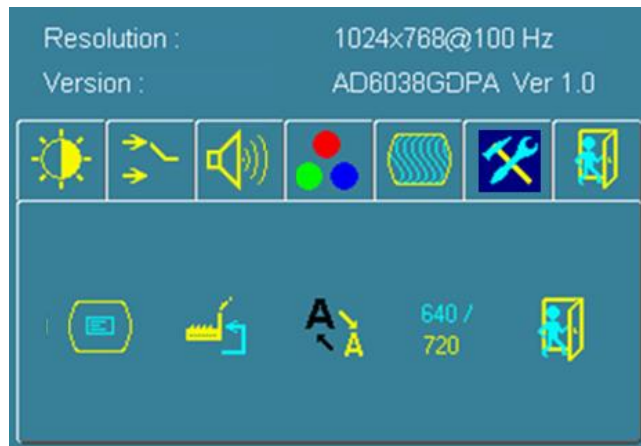 Resolution : 1024x768@100 Hz
Version : AD6038GDPA Ver 1.0
A
A
640 /
720